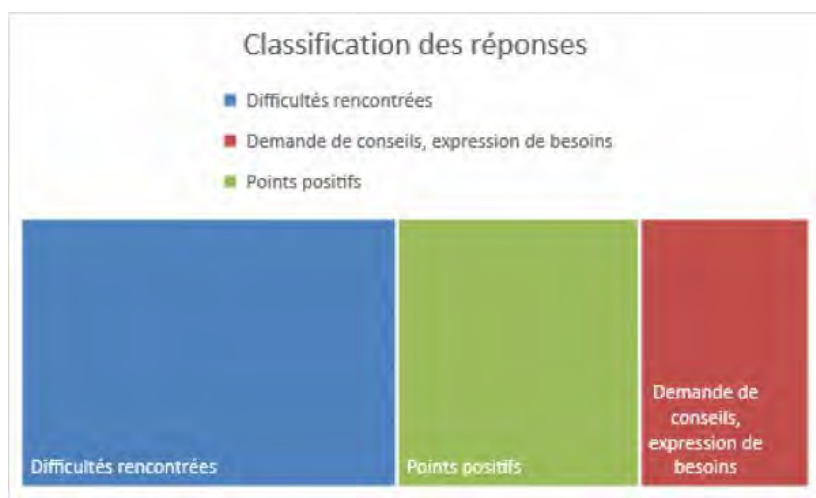 Classification des réponses
Difficultés rencontrées
Demande de conseils, expression de besoins
Points positifs
Difficultés rencontrées
Points positifs
Demande de
conseils,
expression de
besoins